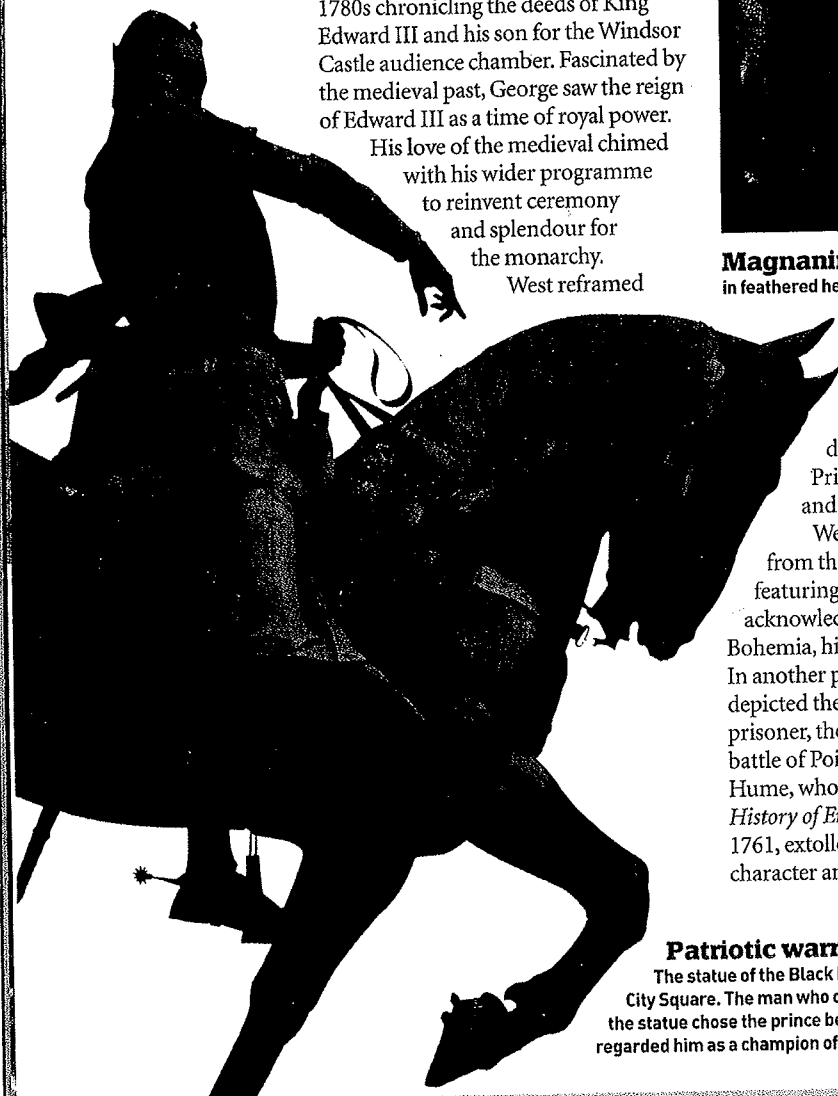 1780s chronicling the deeds of King
Edward III and his son for the Windsor
Castle audience chamber. Fascinated by
the medieval past, George saw the reign
of Edward III as a time of royal power.
His love of the medieval chimed
with his wider programme
to reinvent ceremony
and splendour for
the monarchy.
West reframed
Magnani
in feathered he
d
Pri
and
We
from th
featuring
acknowled
Bohemia, hi
In another p
depicted the
prisoner, the
battle of Poi
Hume, who
History of E
1761, extoll
character an
Patriotic warr
The statue of the Black
City Square. The man who c
the statue chose the prince be
regarded him as a champion of